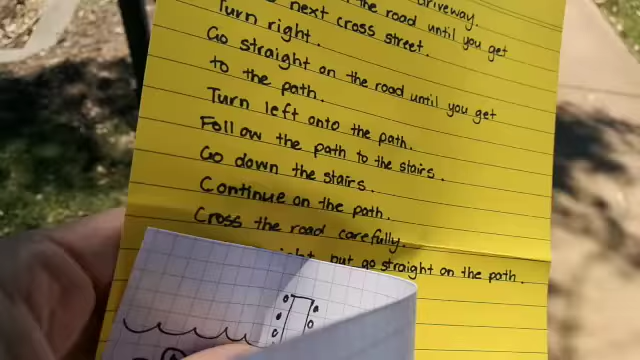 driveway.
the road until you get
next cross street.
Turn right.
Go straight on the road until you get
to the path.
Turn left onto the path.
Follow the path to the stairs.
Go down the stairs.
Continue on the path.
Cross the road carefully.
but go straight on the path.